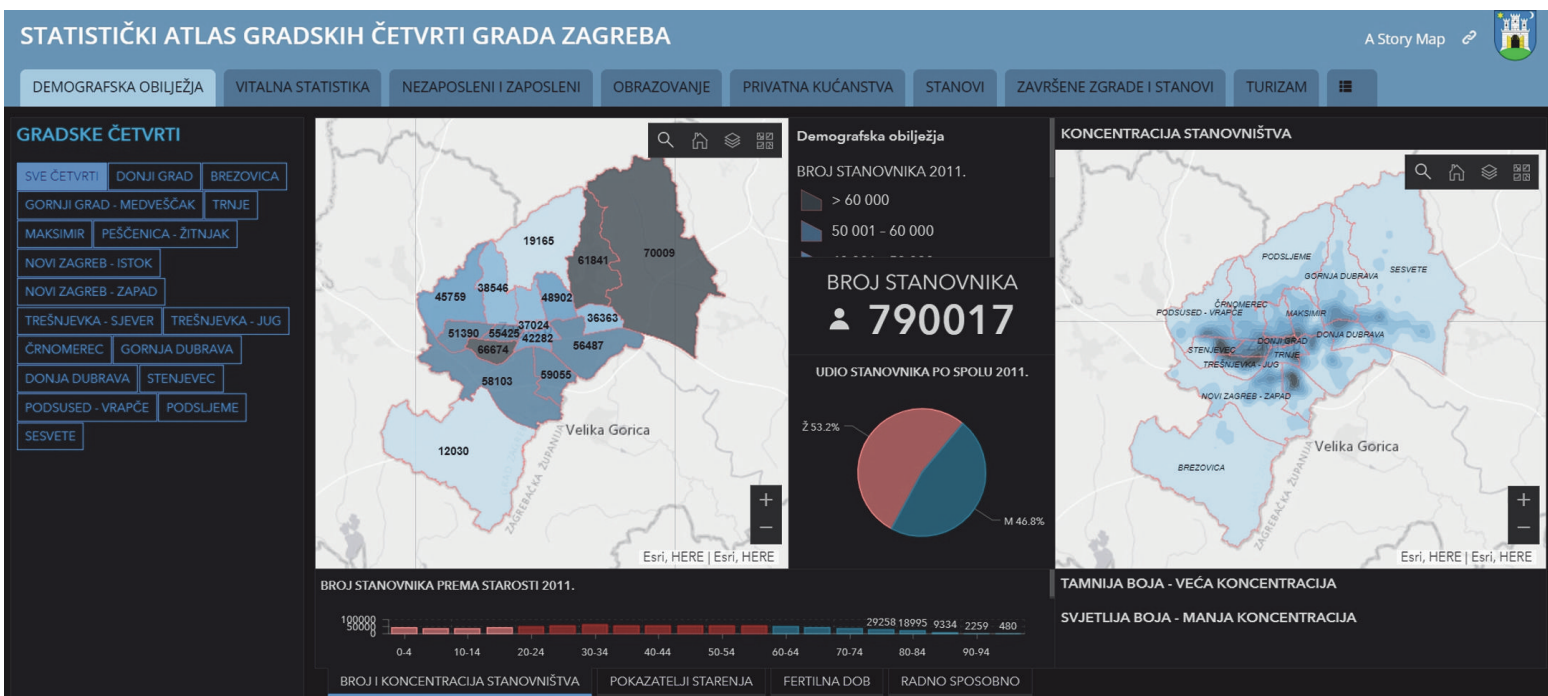 STATISTIČKI ATLAS GRADSKIH ČETVRTI GRADA ZAGREBA
A Story Map
DEMOGRAFSKA OBILJEŽJA
VITALNA STATISTIKA
NEZAPOSLENI I ZAPOSLENI
OBRAZOVANJE
PRIVATNA KUĆANSTVA
STANOVI
ZAVRŠENE ZGRADE I STANOVI
TURIZAM
GRADSKE ČETVRTI
SVE ČETVRTI DONJI GRAD BREZOVICA
GORNJI GRAD - MEDVEŠČAK TRNJE
MAKSIMIR PEŠČENICA - ŽITNJAK
NOVI ZAGREB - ISTOK
NOVI ZAGREB - ZAPAD
TREŠNJEVKA - SJEVER TREŠNJEVKA - JUG
ČRNOMEREC GORNJA DUBRAVA
DONJA DUBRAVA STENJEVEC
PODSUSED - VRAPČE PODSLJEME
SESVETE
19165
61841
70009
45759
38546
48902
36363
51390
55425
37024
42282
66674
56487
58103
59055
12030
Velika Gorica
ZAGREBAČKA ŽUPANIJA
Esri, HERE | Esri, HERE
Demografska obilježja
BROJ STANOVNIKA 2011.
> 60 000
50 001 - 60 000
BROJ STANOVNIKA
790017
UDIO STANOVNIKA PO SPOLU 2011.
Ž 53.2%
M 46.8%
KONCENTRACIJA STANOVNIŠTVA
PODSLJEME
GORNJA DUBRAVA
SESVETE
ČRNOMEREC
PODSUSED - VRAPČE
MAKSIMIR
DONJA DUBRAVA
STENJEVEC
DONJI GRAD
TRNJE
TREŠNJEVKA - JUG
NOVI ZAGREB - ZAPAD
BREZOVICA
Velika Gorica
ZAGREBAČKA ŽUPANIJA
Esri, HERE | Esri, HERE
TAMNIJA BOJA - VEĆA KONCENTRACIJA
SVJETLIJA BOJA - MANJA KONCENTRACIJA
BROJ STANOVNIKA PREMA STAROSTI 2011.
100000
50000
0
29258 18995 9334 2259 480
0-4 10-14 20-24 30-34 40-44 50-54 60-64 70-74 80-84 90-94
BROJ I KONCENTRACIJA STANOVNIŠTVA
POKAZATELJI STARENJA
FERTILNA DOB
RADNO SPOSOBNO